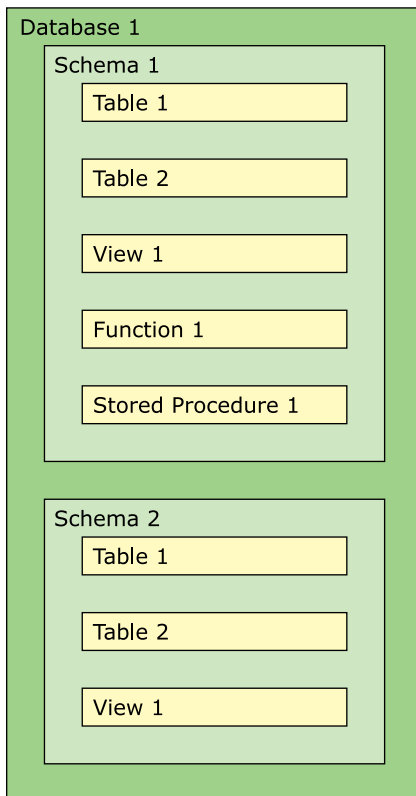 Database 1
Schema 1
Table 1
Table 2
View 1
Function 1
Stored Procedure 1
Schema 2
Table 1
Table 2
View 1